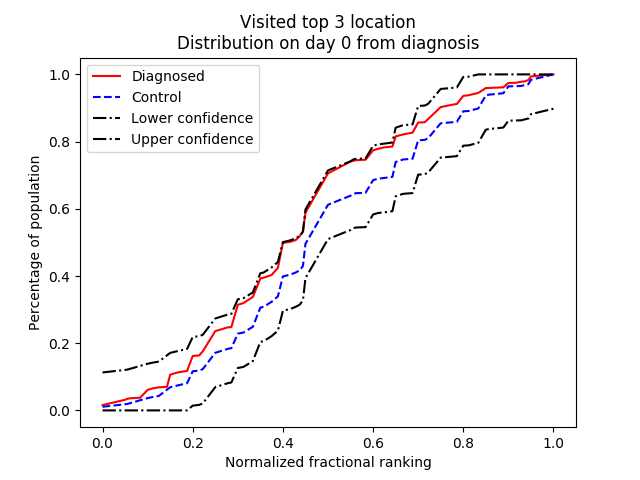 Visited top 3 location
Distribution on day 0 from diagnosis
Diagnosed
Control
Lower confidence
Upper confidence
Percentage of population
1.0
0.8
0.6
0.4
0.2
0.0
0.0 0.2 0.4 0.6 0.8 1.0
Normalized fractional ranking